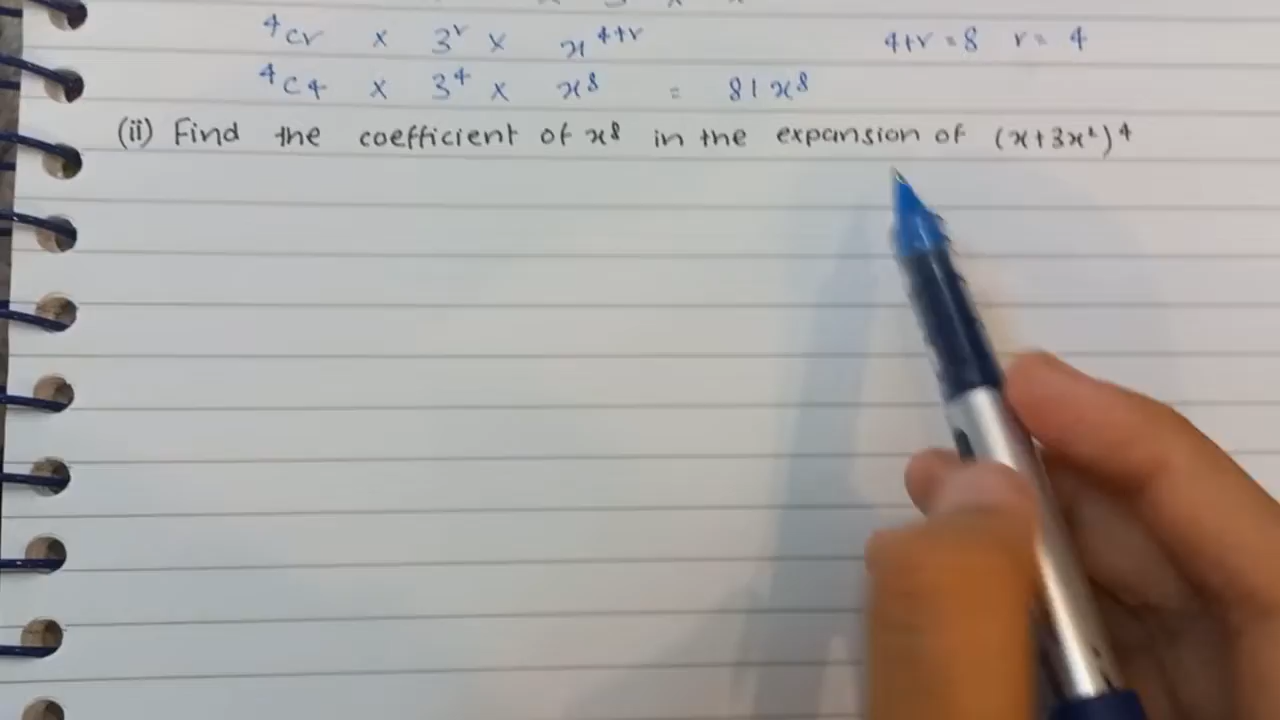 ⁴Cr × 3ʳ × x⁴⁺ʳ 4+r = 8 r = 4
⁴C4 × 3⁴ × x⁸ = 81x⁸
(ii) Find the coefficient of x⁸ in the expansion of (x+3x²)⁴